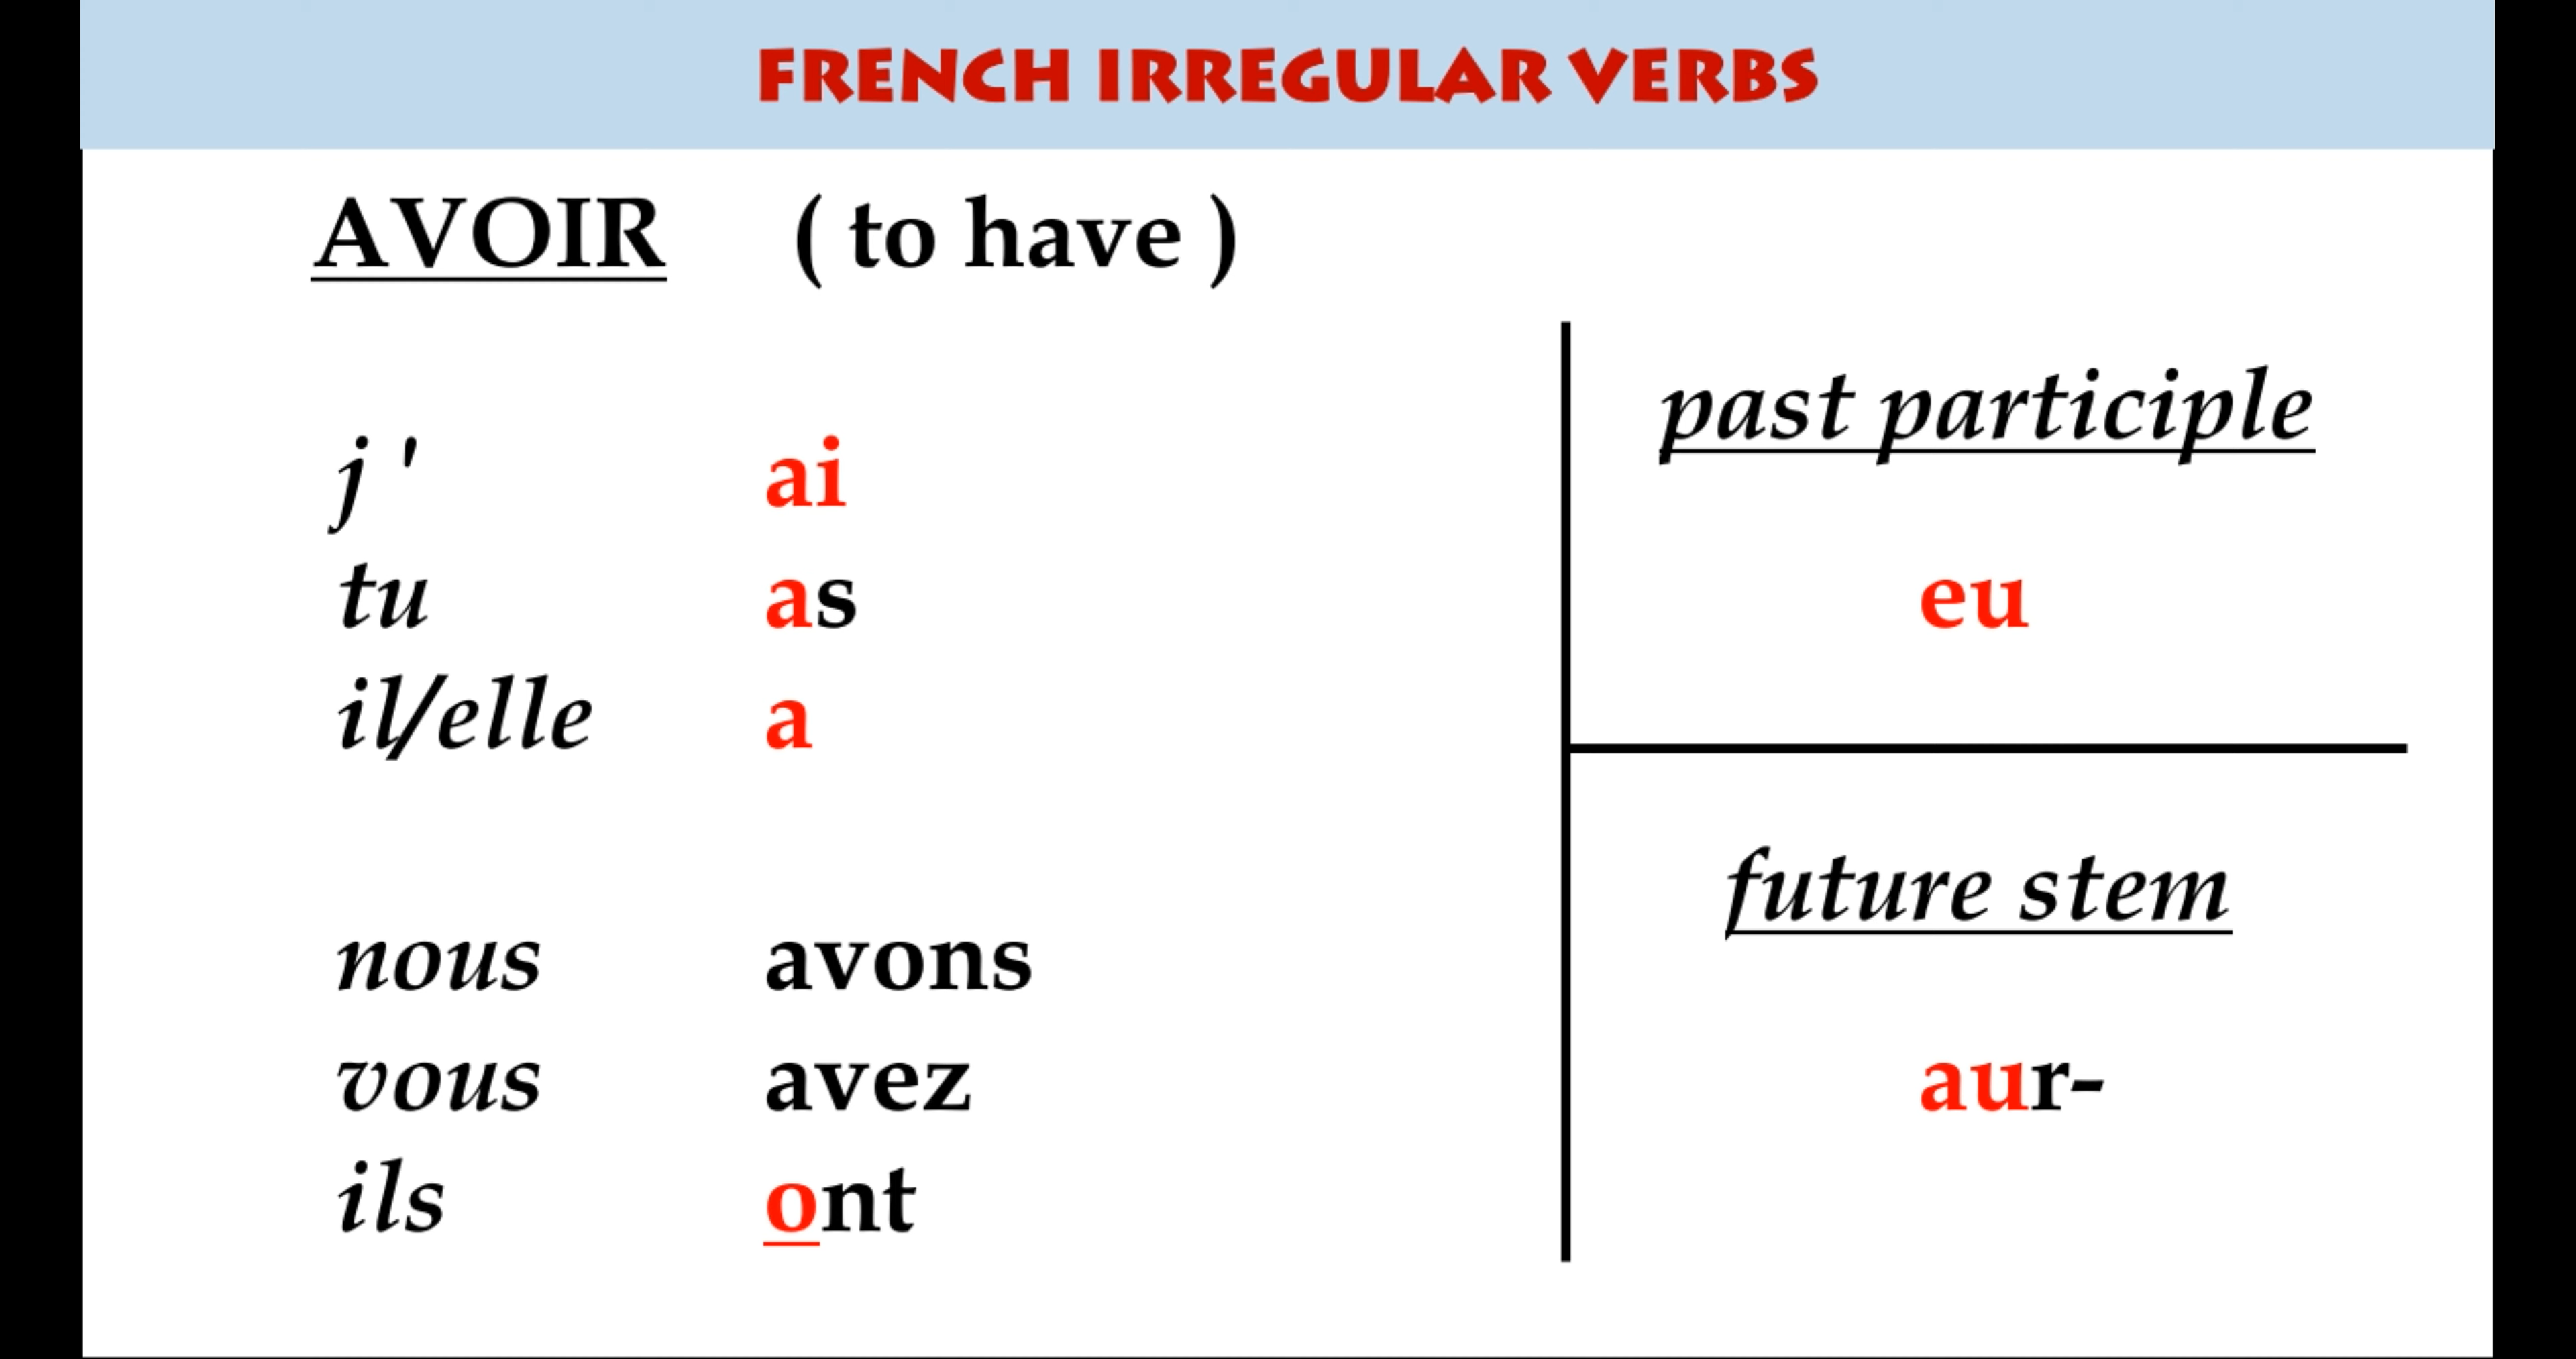 FRENCH IRREGULAR VERBS
AVOIR ( to have )
j ' ai
tu as
il/elle a
nous avons
vous avez
ils ont
past participle
eu
future stem
aur-